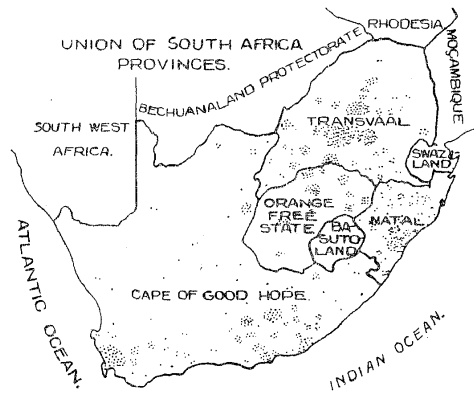 RHODESIA
UNION OF SOUTH AFRICA
PROVINCES.
BECHUANALAND PROTECTORATE
MOÇAMBIQUE
SOUTH WEST
AFRICA.
TRANSVAAL
SWAZI
LAND
ORANGE
FREE
STATE
BA
SUTO
LAND
NATAL
ATLANTIC OCEAN.
CAPE OF GOOD HOPE.
INDIAN OCEAN.